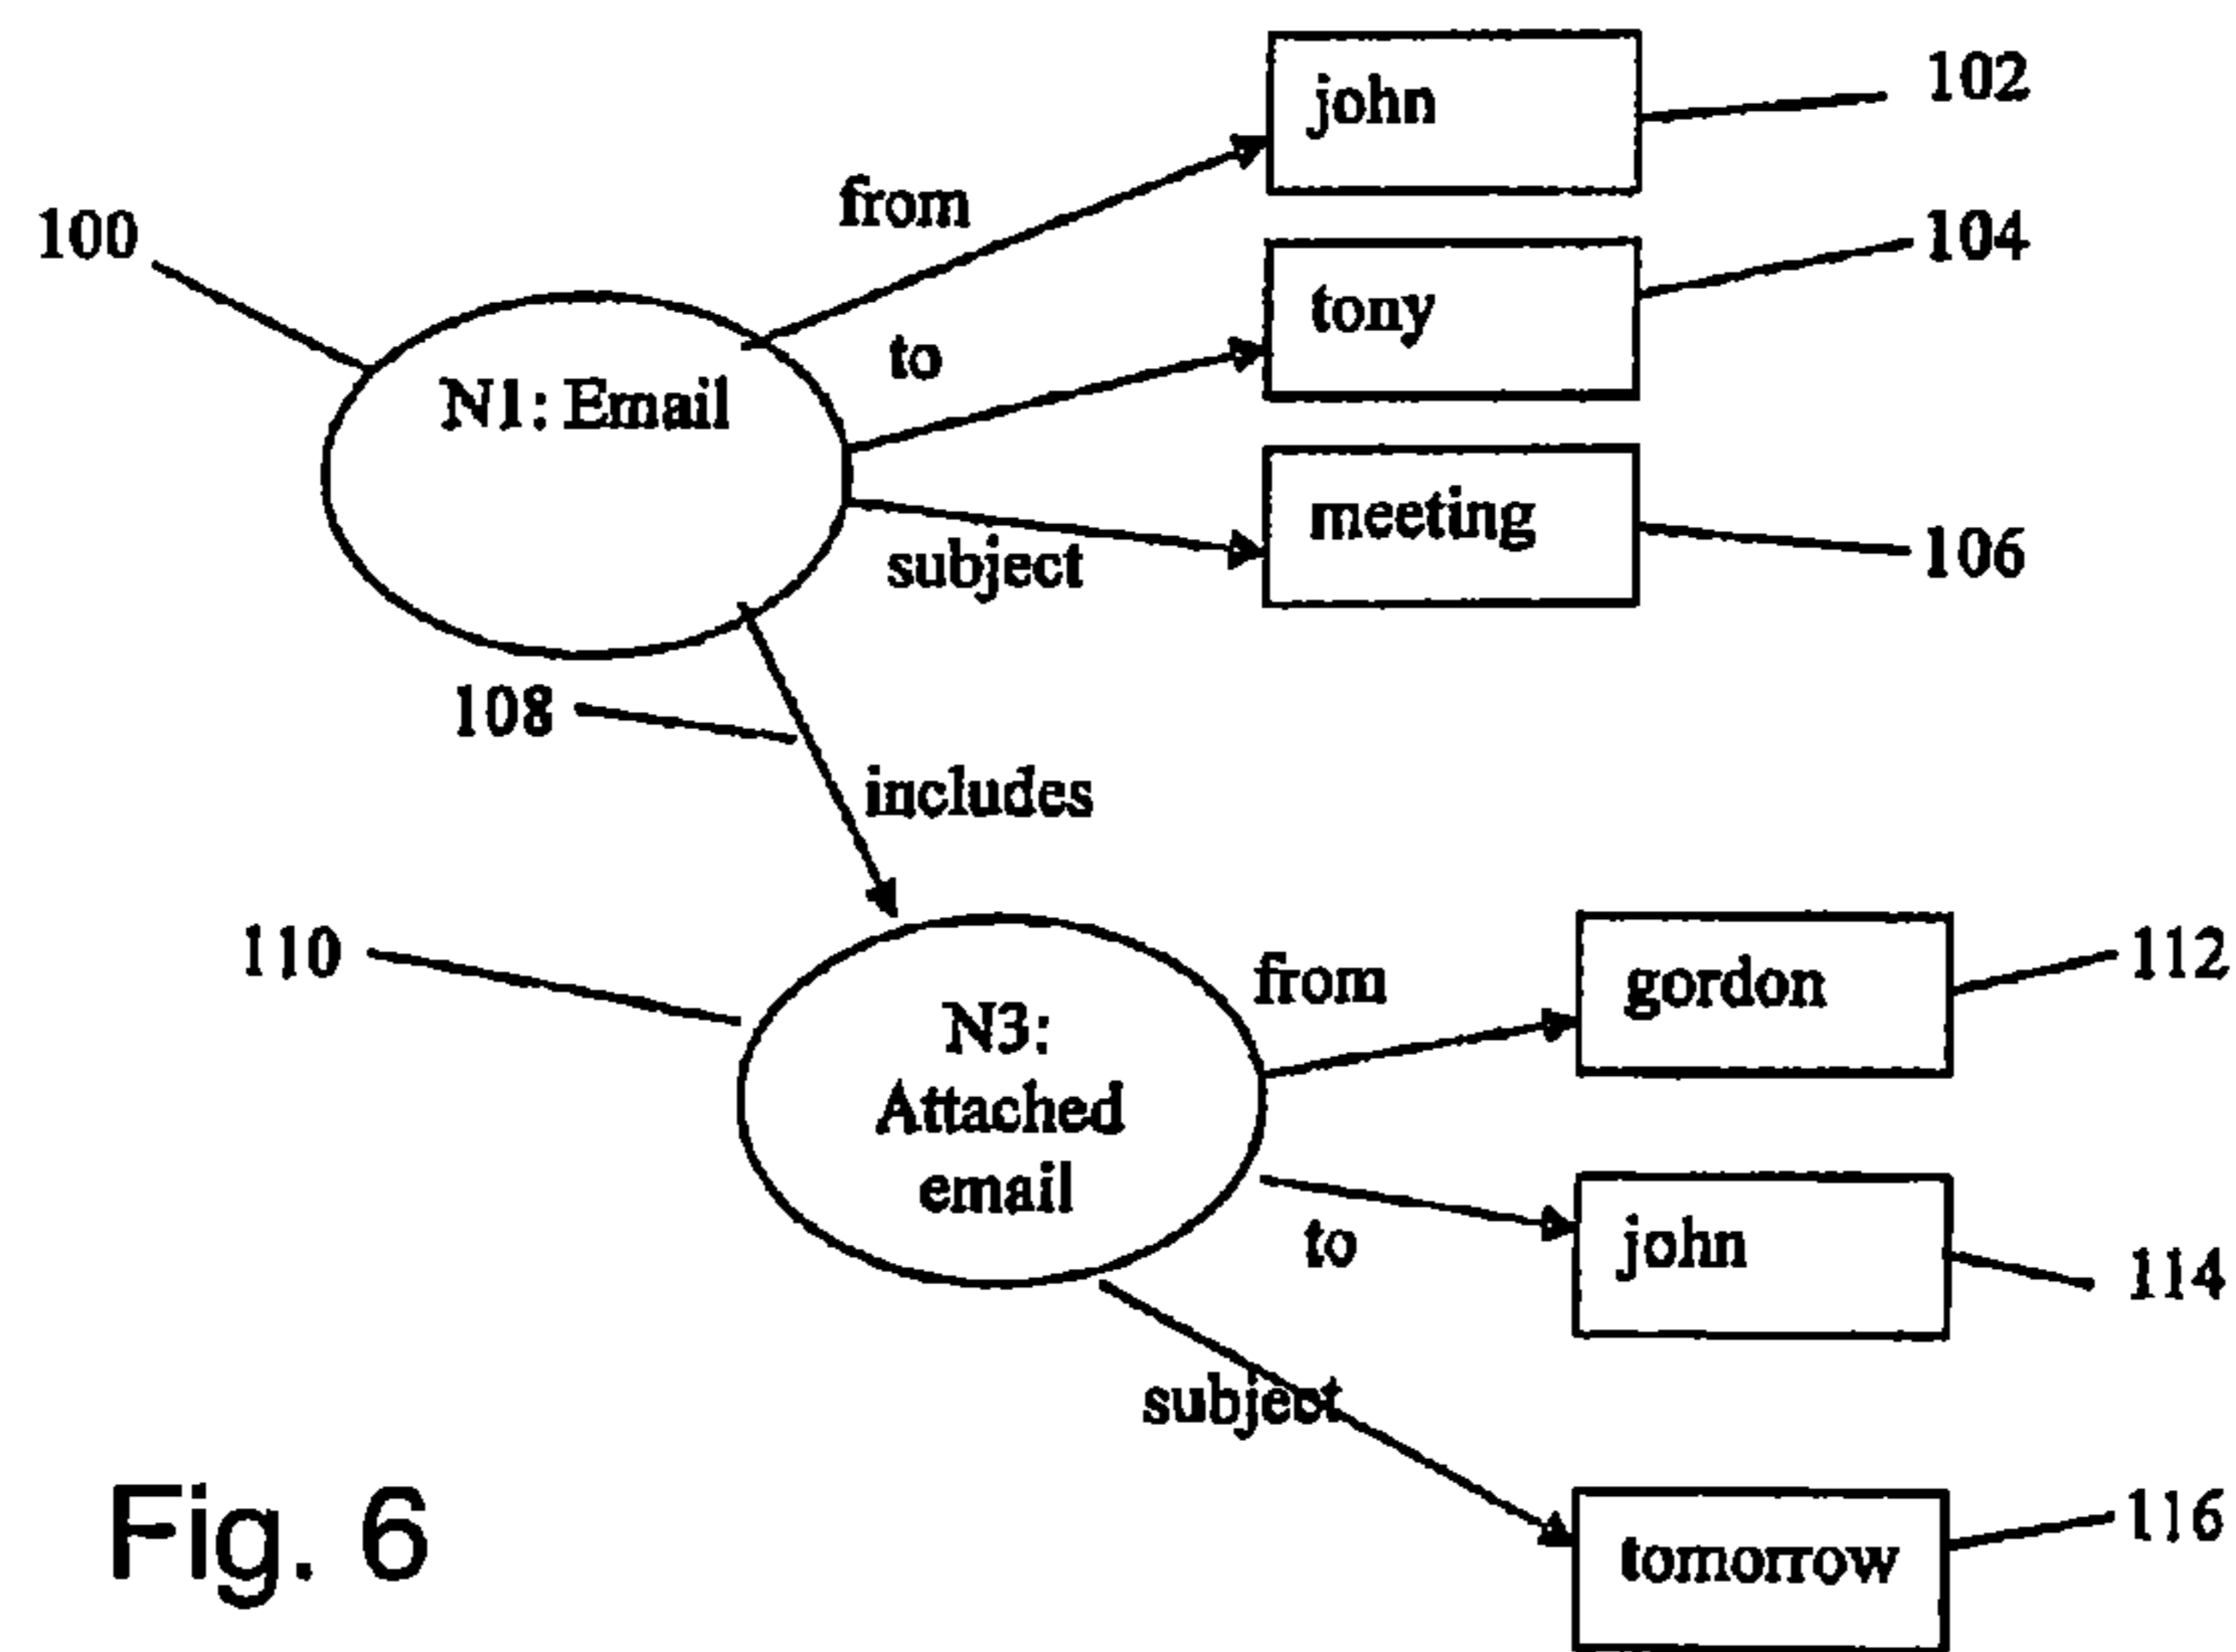 john
102
from
100
104
tony
to
N1: Email
meeting
106
subject
108
includes
110
from
gordon
112
N3:
Attached
email
to
john
114
subject
tomorrow
116
Fig. 6